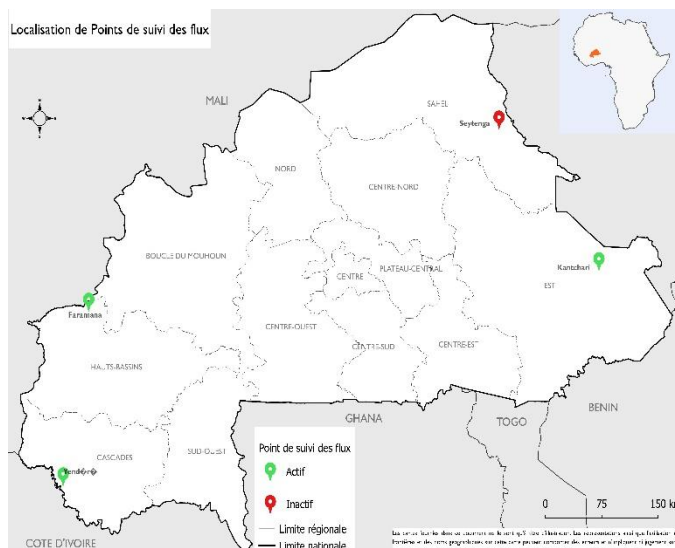 Localisation de Points de suivi des flux
MALI
SAHEL
Seytenga
NORD
CENTRE-NORD
BOUCLE DU MOUHOUN
PLATEAU-CENTRAL
CENTRE
Kantchari
EST
Faramana
CENTRE-OUEST
CENTRE-SUD
CENTRE-EST
HAUTS-BASSINS
GHANA
TOGO
BENIN
CASCADES
SUD-OUEST
Yend�r�
COTE D'IVOIRE
Point de suivi des flux
Actif
Inactif
Limite régionale
Limite nationale
0 75 150 km